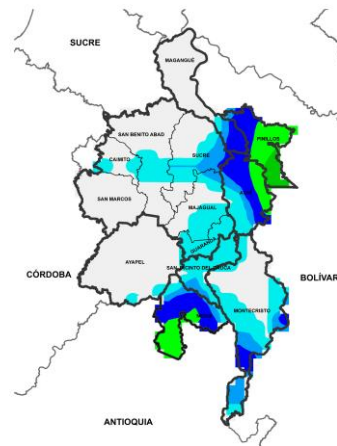 SUCRE
MAGANGUÉ
SAN BENITO ABAD
PINILLOS
CAIMITO
SUCRE
SAN MARCOS
MAJAGUAL
GUARANDA
AYAPEL
SAN JACINTO DEL CAUCA
CÓRDOBA
BOLÍVAR
MONTECRISTO
ANTIOQUIA